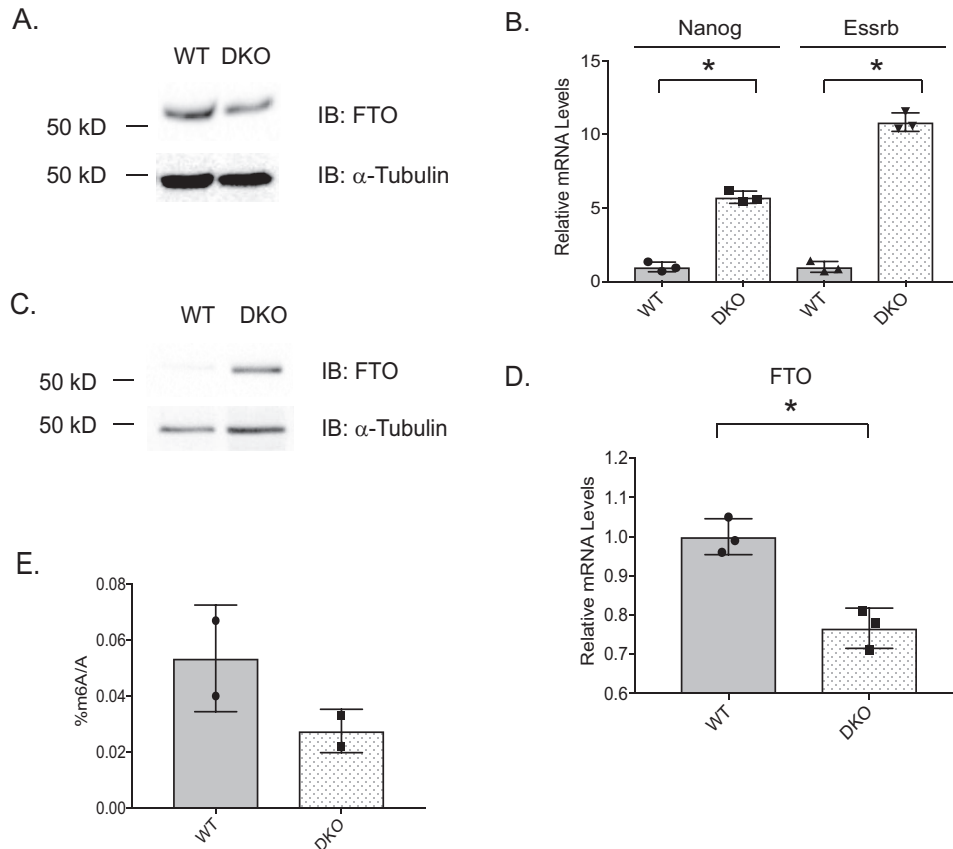 A.
WT DKO
50 kD
IB: FTO
50 kD
IB: α-Tubulin
B.
Nanog
Essrb
*
*
Relative mRNA Levels
15
10
5
0
WT
DKO
WT
DKO
C.
WT DKO
50 kD
IB: FTO
50 kD
IB: α-Tubulin
D.
FTO
*
Relative mRNA Levels
1.2
1.1
1.0
0.9
0.8
0.7
0.6
WT
DKO
E.
%m6A/A
0.08
0.06
0.04
0.02
0.00
WT
DKO